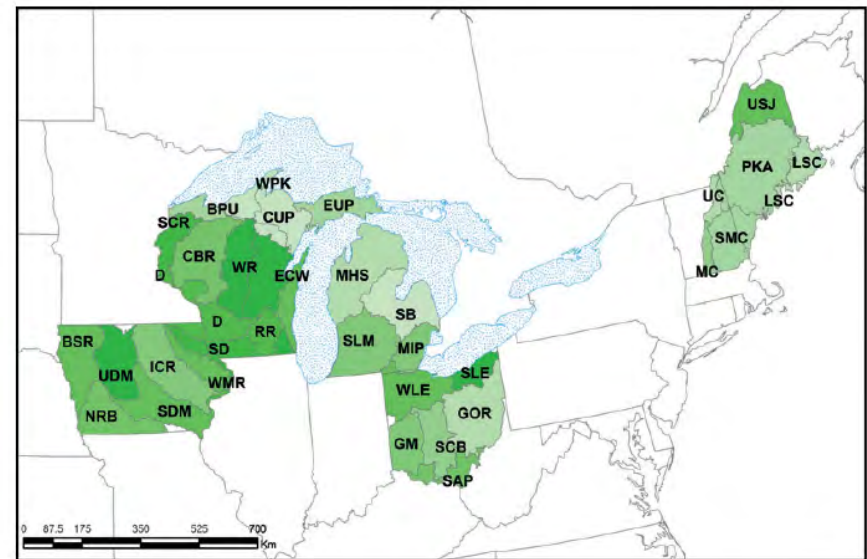 USJ
PKA
LSC
UC
LSC
SMC
MC
WPK
BPU
CUP
EUP
SCR
CBR
WR
ECW
MHS
D
SB
D
RR
SLM
MIP
BSR
SD
ICR
UDM
WMR
WLE
SLE
NRB
SDM
GOR
GM
SCB
SAP
0 87.5 175 350 525 700
Km